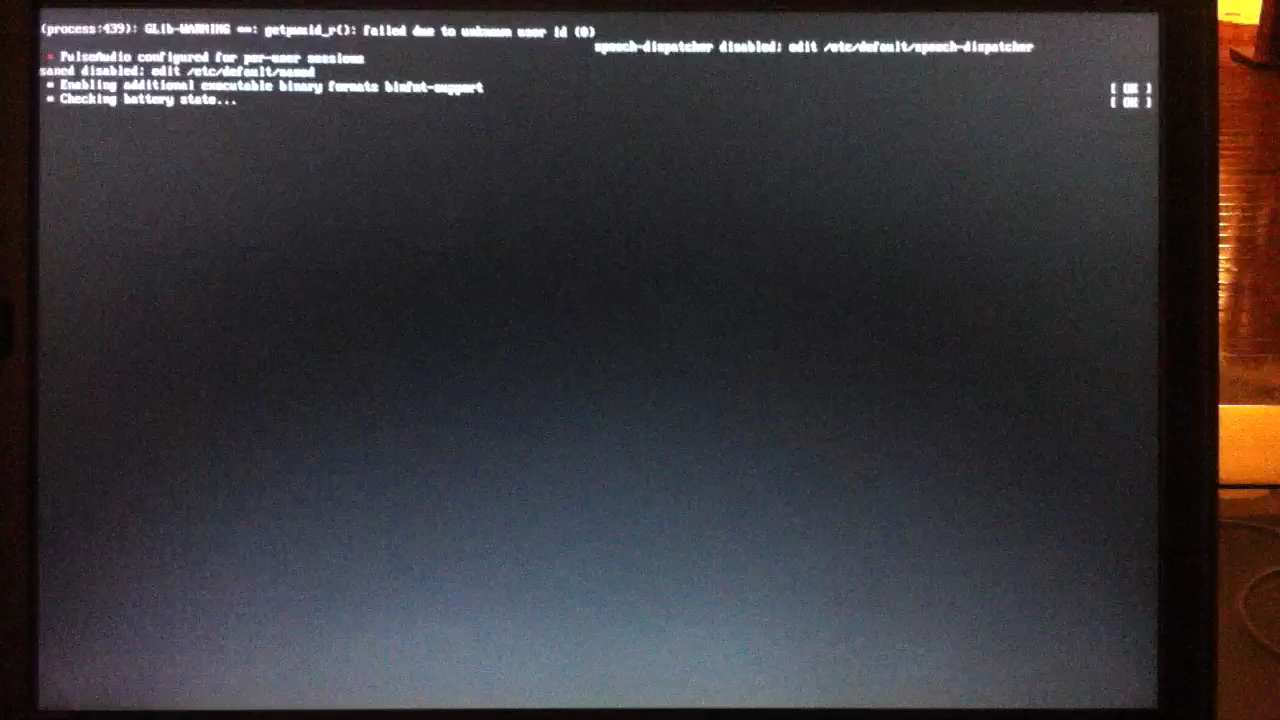 (process:439): GLib-WARNING **: getpwuid_r(): failed due to unknown user id (0)
speech-dispatcher disabled; edit /etc/default/speech-dispatcher
* PulseAudio configured for per-user sessions
saned disabled; edit /etc/default/saned
* Enabling additional executable binary formats binfmt-support [ OK ]
* Checking battery state... [ OK ]